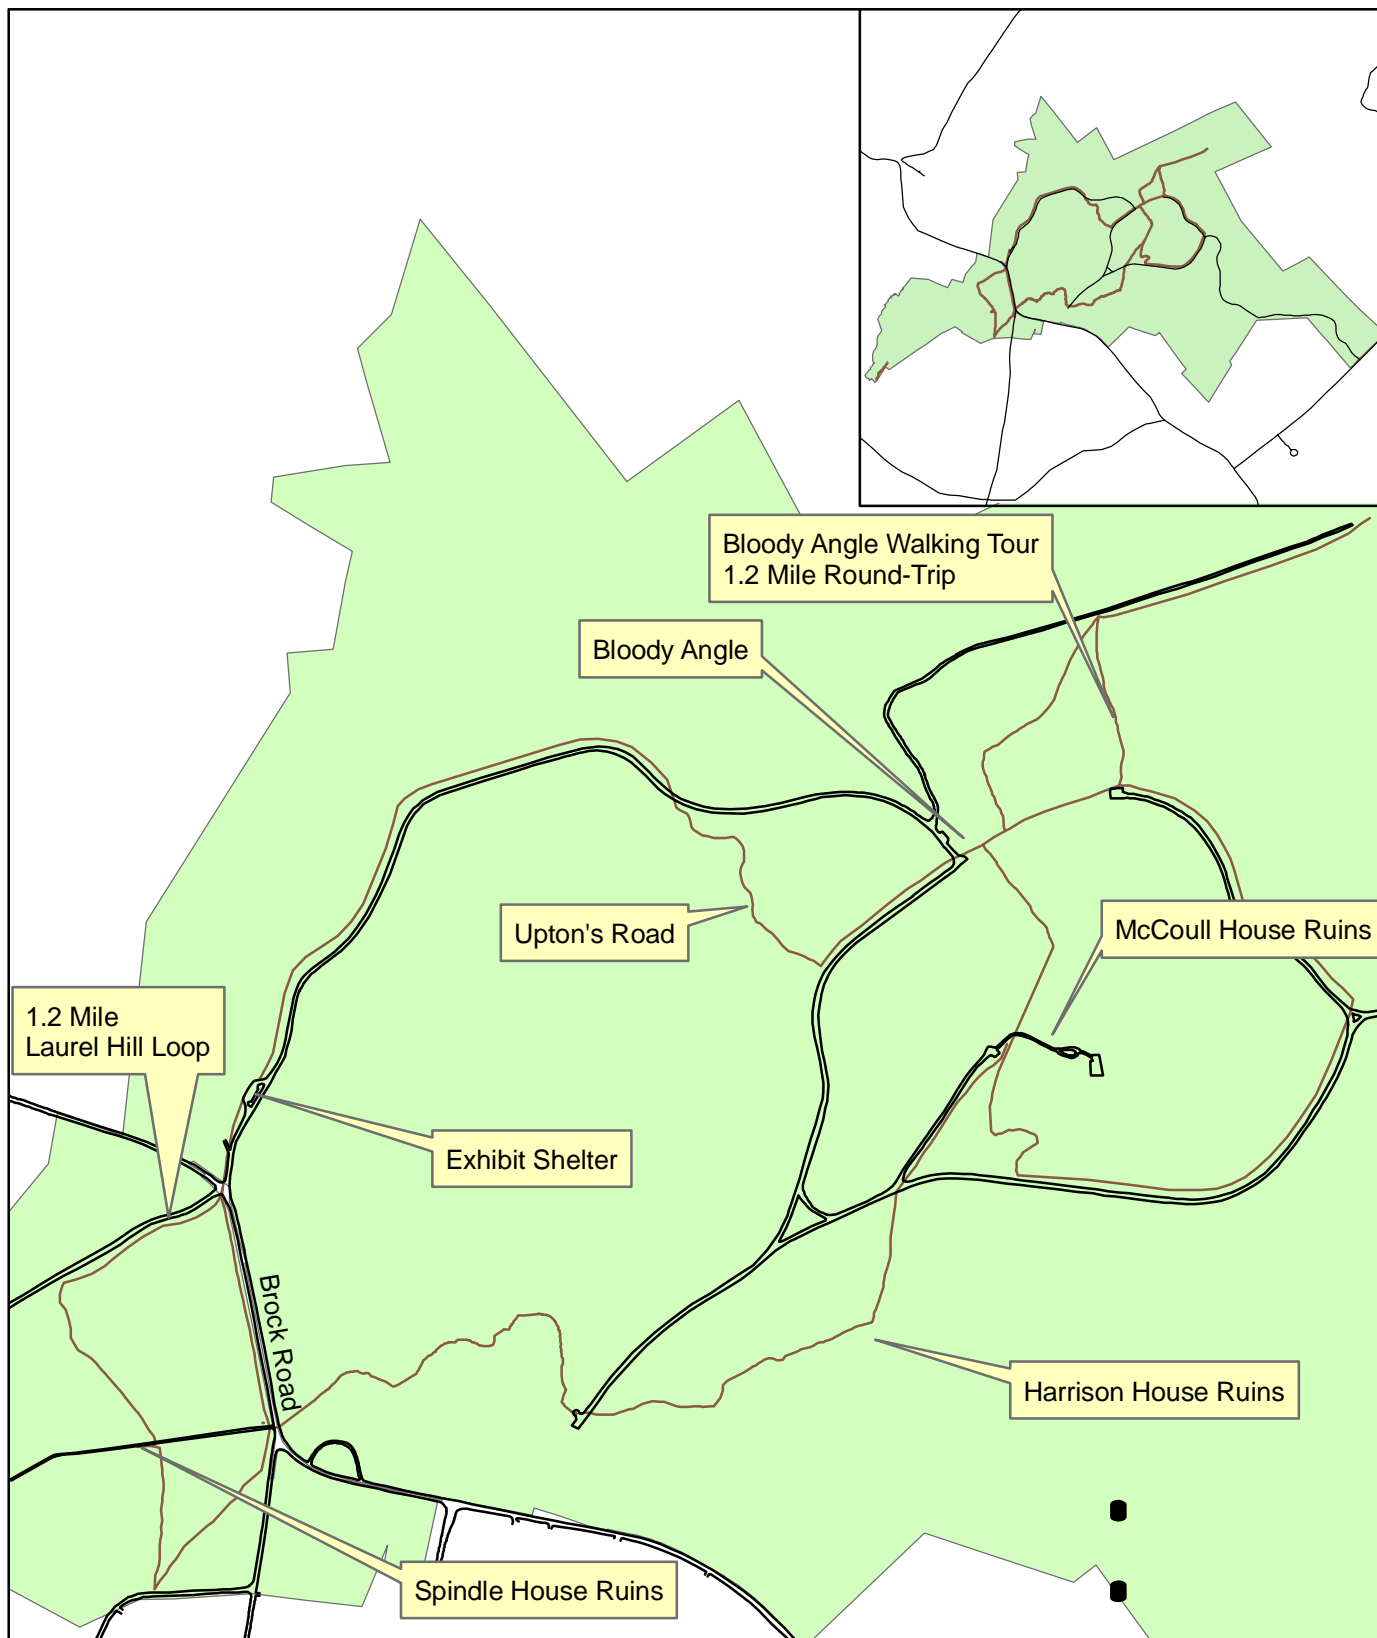 Bloody Angle Walking Tour
1.2 Mile Round-Trip
Bloody Angle
Upton's Road
McCoull House Ruins
1.2 Mile
Laurel Hill Loop
Exhibit Shelter
Brock Road
Harrison House Ruins
Spindle House Ruins